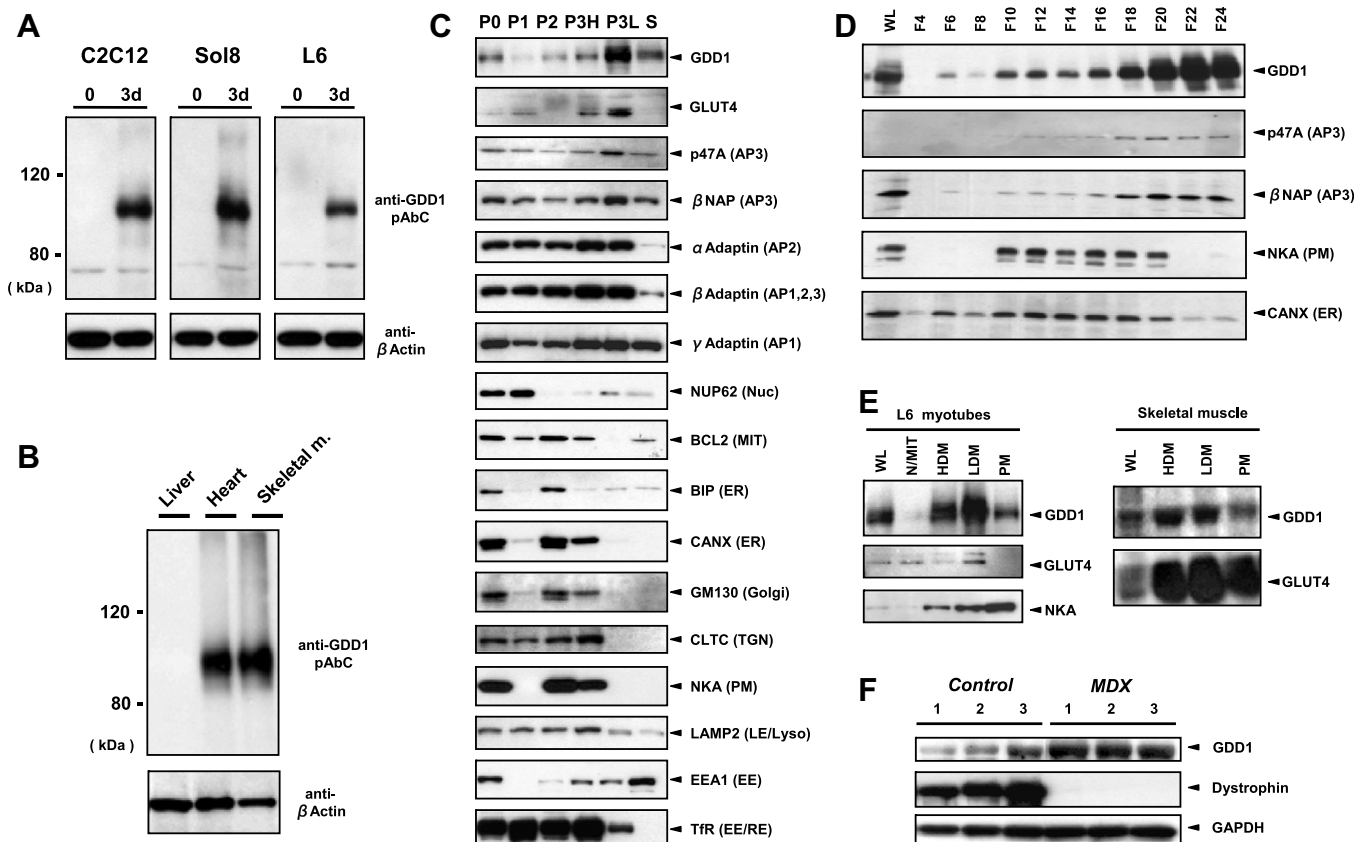 A
C2C12 Sol8 L6
0 3d 0 3d 0 3d
120 -
80 -
( kDa )
anti-GDD1
pAbC
anti-
β Actin
B
Liver Heart Skeletal m.
120 -
80 -
( kDa )
anti-GDD1
pAbC
anti-
β Actin
C
P0 P1 P2 P3H P3L S
GDD1
GLUT4
p47A (AP3)
β NAP (AP3)
α Adaptin (AP2)
β Adaptin (AP1,2,3)
γ Adaptin (AP1)
NUP62 (Nuc)
BCL2 (MIT)
BIP (ER)
CANX (ER)
GM130 (Golgi)
CLTC (TGN)
NKA (PM)
LAMP2 (LE/Lyso)
EEA1 (EE)
TfR (EE/RE)
D
WL F4 F6 F8 F10 F12 F14 F16 F18 F20 F22 F24
GDD1
p47A (AP3)
β NAP (AP3)
NKA (PM)
CANX (ER)
E
L6 myotubes
WL N/MIT HDM LDM PM
GDD1
GLUT4
NKA
Skeletal muscle
WL HDM LDM PM
GDD1
GLUT4
F
Control MDX
1 2 3 1 2 3
GDD1
Dystrophin
GAPDH